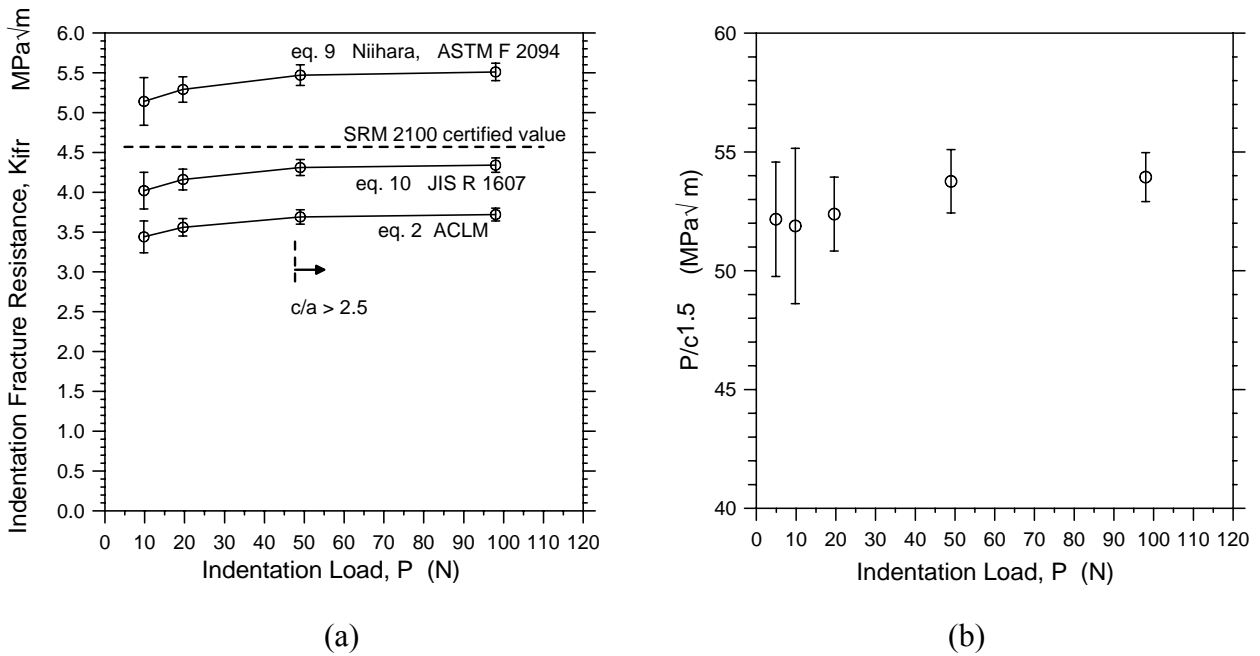 Indentation Fracture Resistance, Kifr MPa√m
6.0
5.5
5.0
4.5
4.0
3.5
3.0
2.5
2.0
1.5
1.0
0.5
0.0
eq. 9 Niihara, ASTM F 2094
SRM 2100 certified value
eq. 10 JIS R 1607
eq. 2 ACLM
c/a > 2.5
0 10 20 30 40 50 60 70 80 90 100 110 120
Indentation Load, P (N)
(a)
P/c1.5 (MPa√m)
60
55
50
45
40
0 10 20 30 40 50 60 70 80 90 100 110 120
Indentation Load, P (N)
(b)